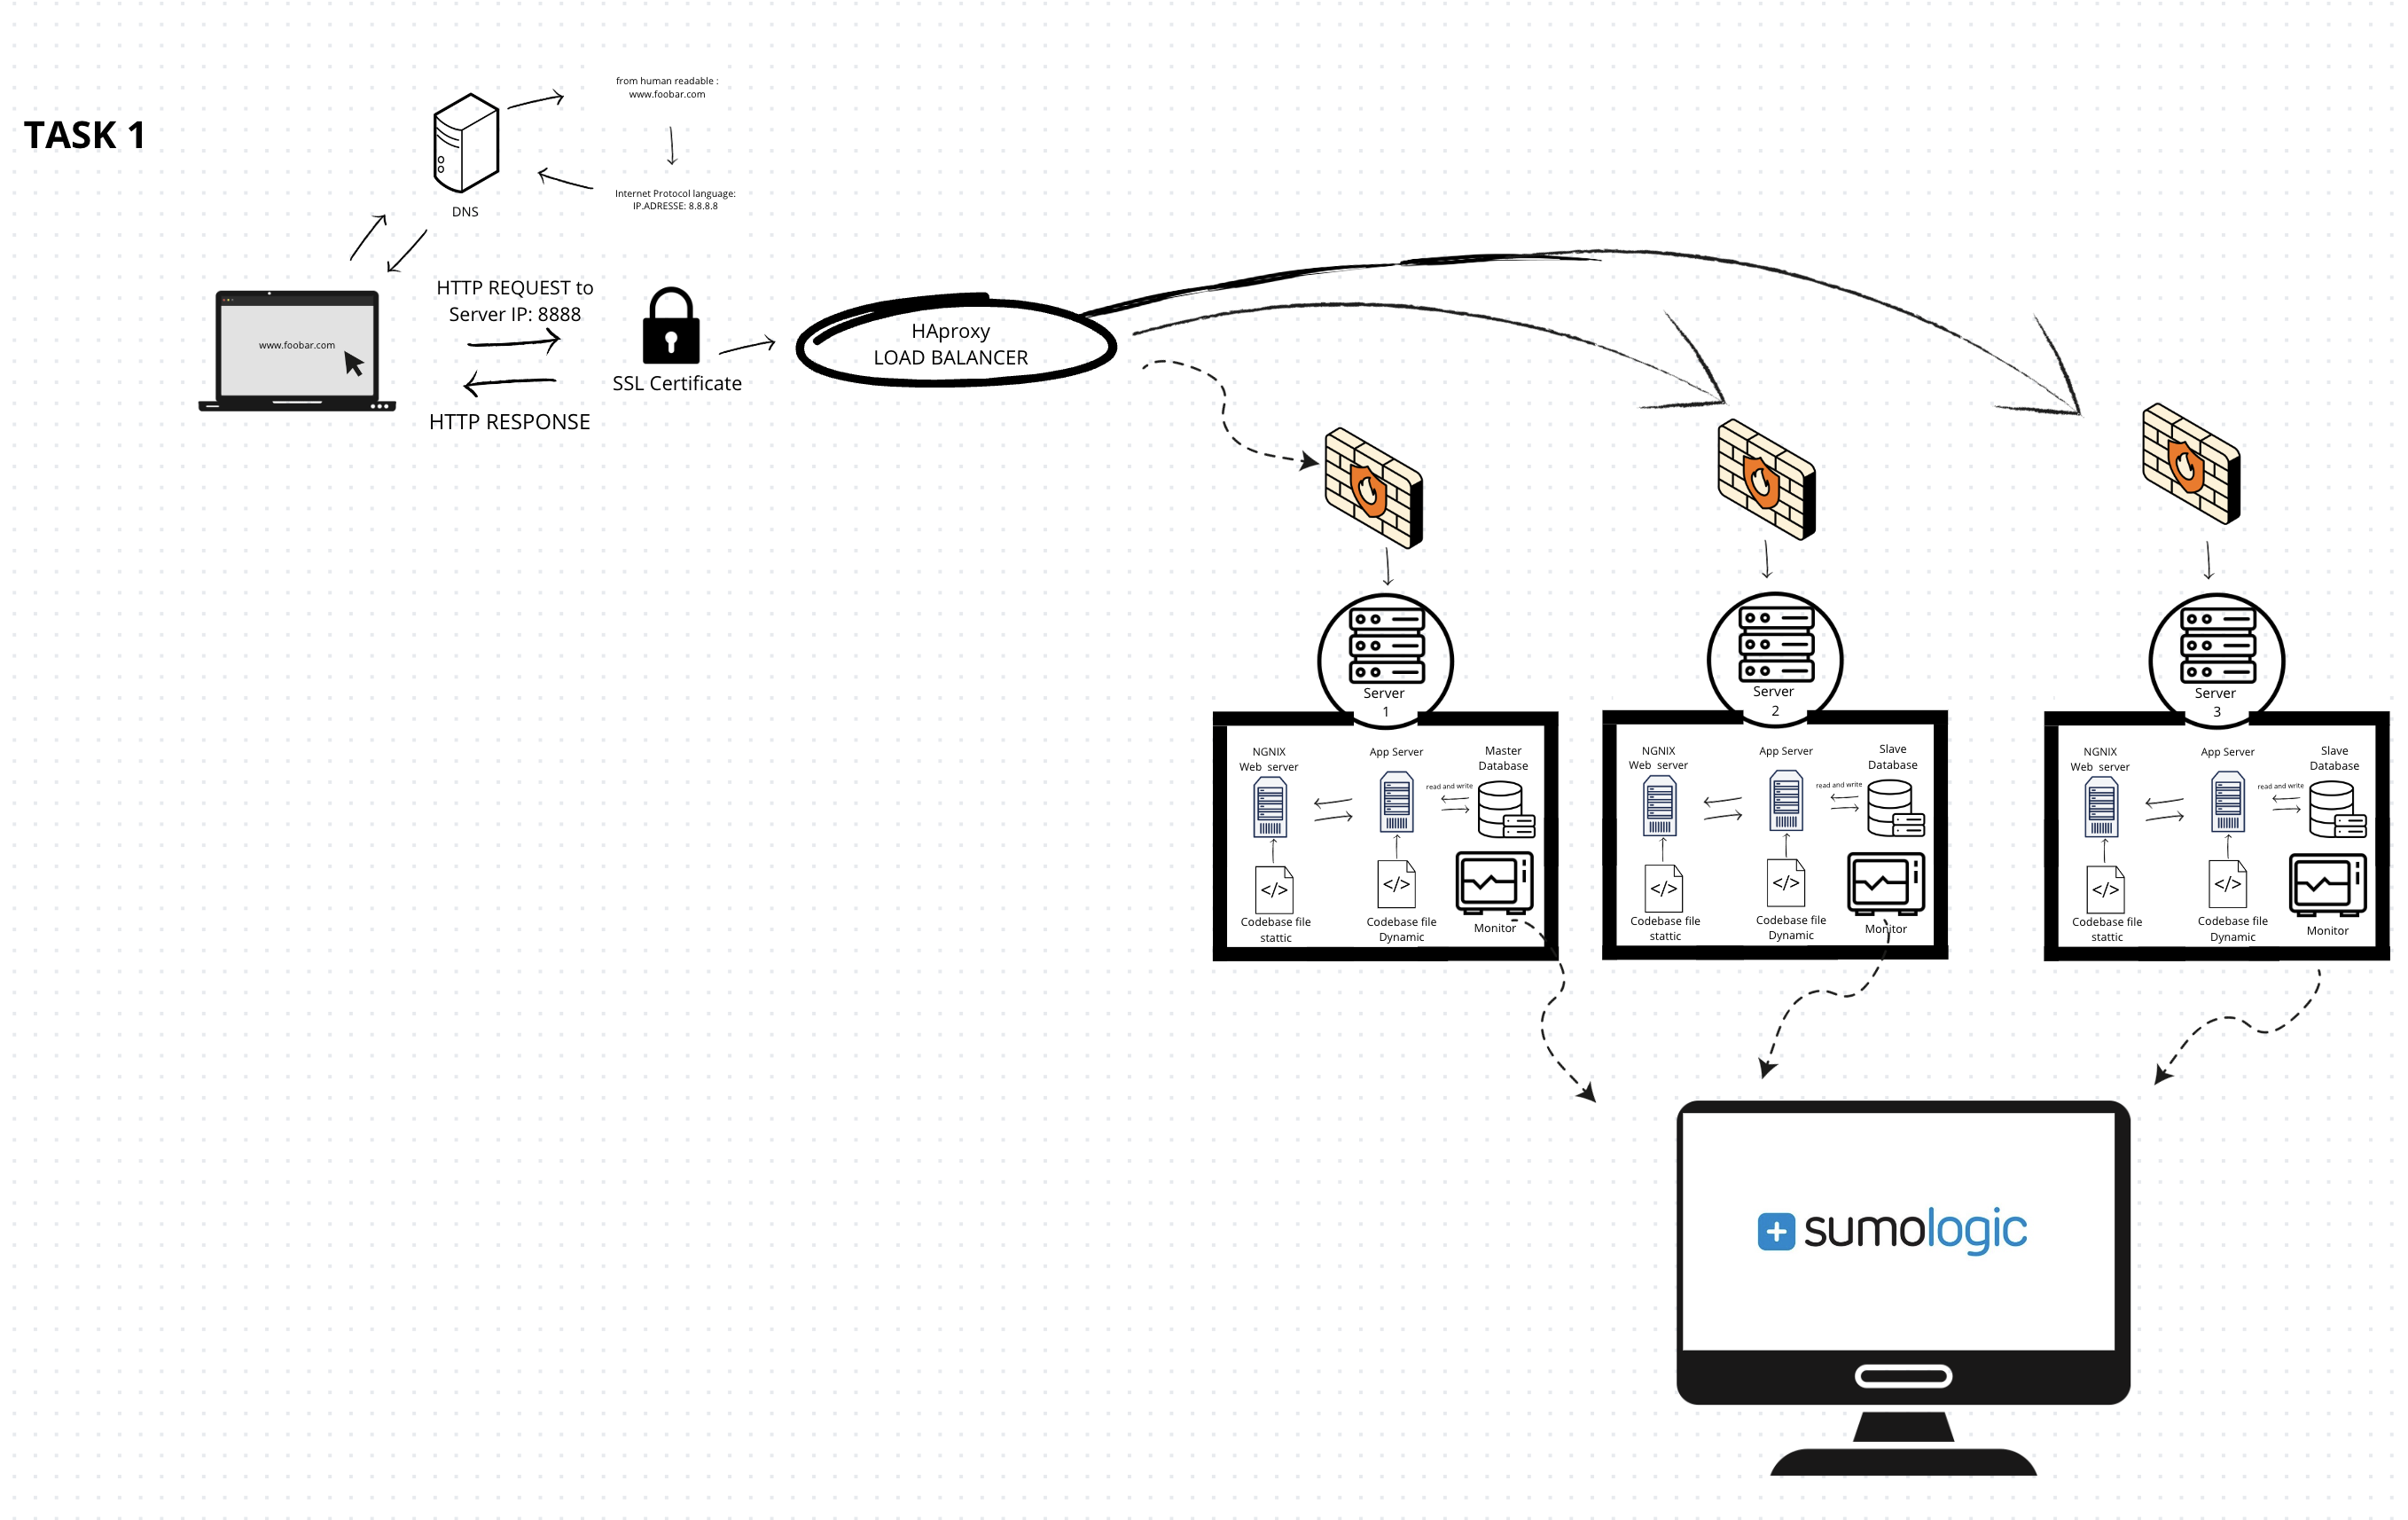 TASK 1
from human readable :
www.foobar.com
Internet Protocol language:
IP.ADRESSE: 8.8.8.8
DNS
www.foobar.com
HTTP REQUEST to
Server IP: 8888
HTTP RESPONSE
SSL Certificate
HAproxy
LOAD BALANCER
Server
1
NGNIX
Web server
App Server
Master
Database
read and write
</>
</>
Codebase file
stattic
Codebase file
Dynamic
Monitor
Server
2
NGNIX
Web server
App Server
Slave
Database
read and write
</>
</>
Codebase file
stattic
Codebase file
Dynamic
Monitor
Server
3
NGNIX
Web server
App Server
Slave
Database
read and write
</>
</>
Codebase file
stattic
Codebase file
Dynamic
Monitor
sumologic